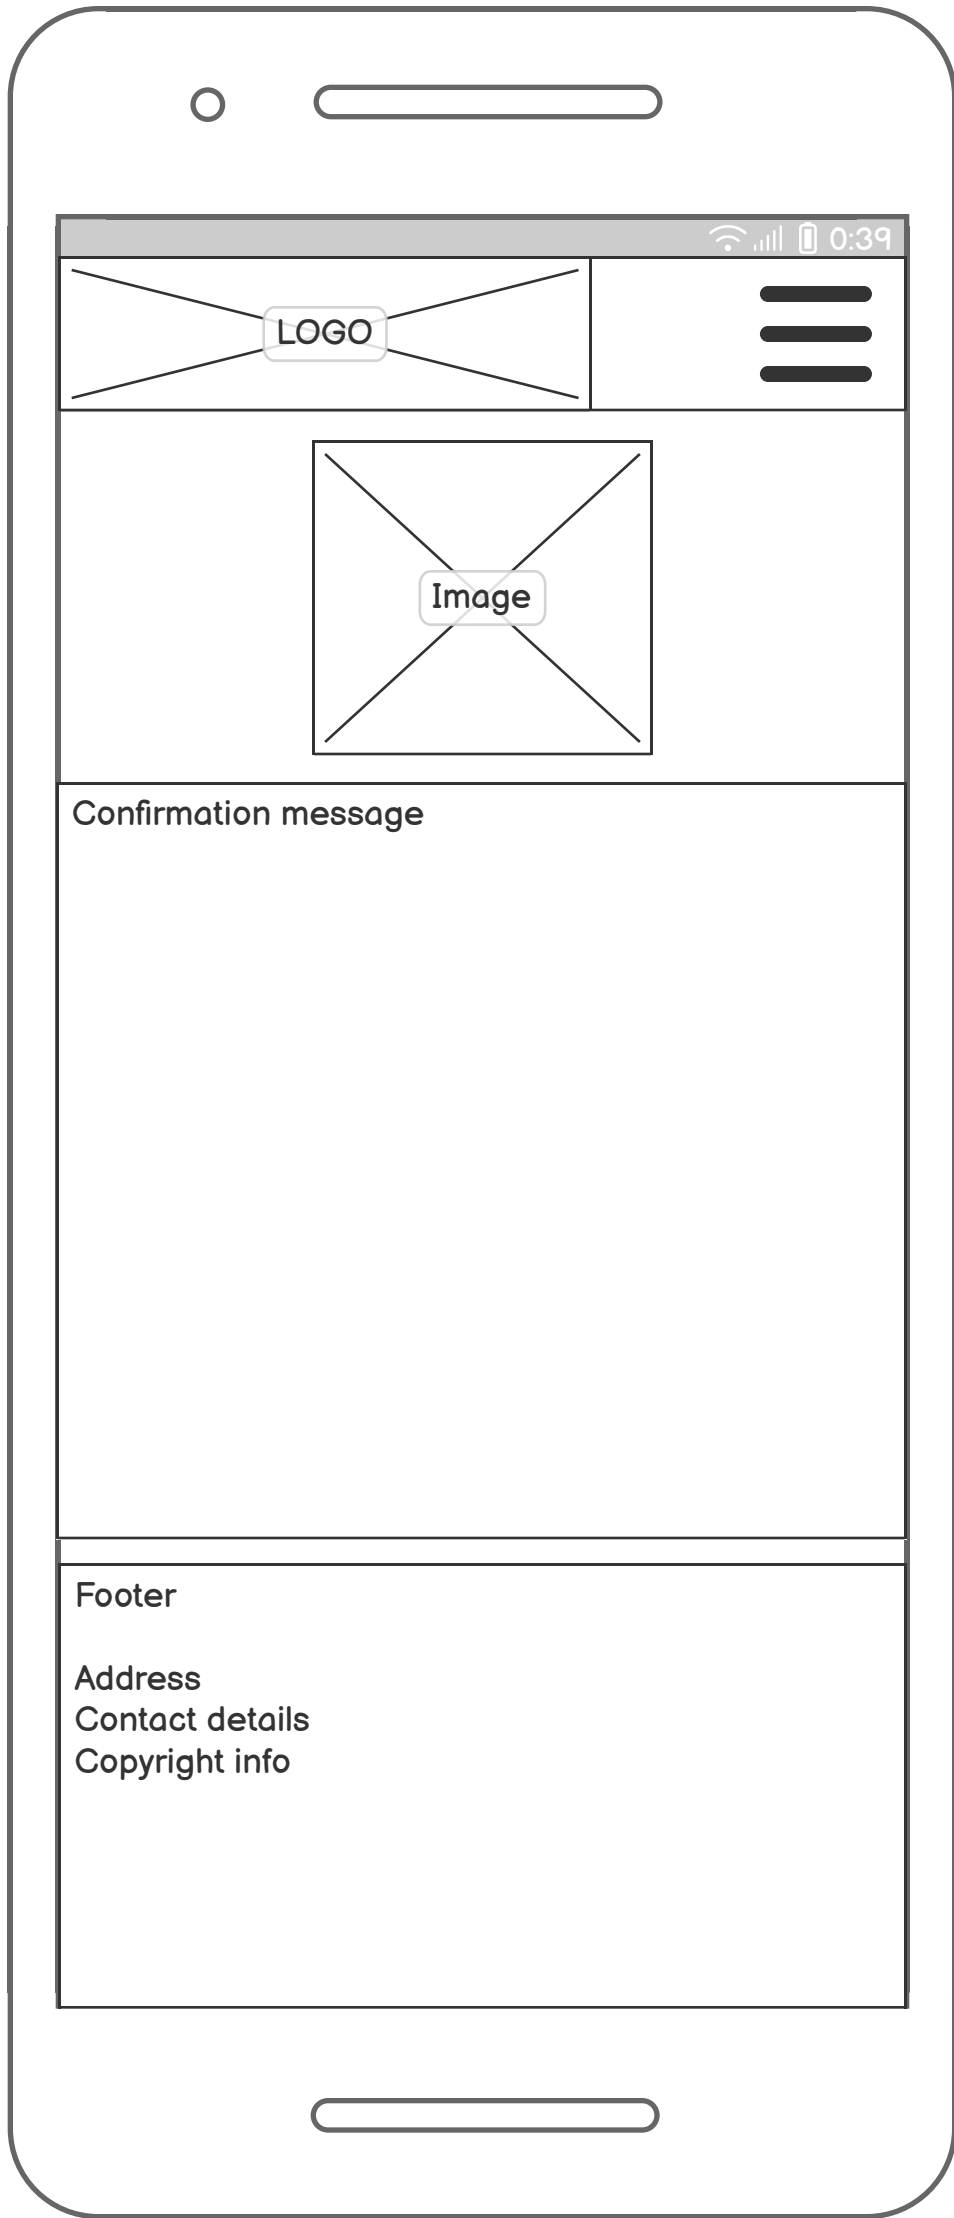 0:39
LOGO
Image
Confirmation message
Footer
Address
Contact details
Copyright info